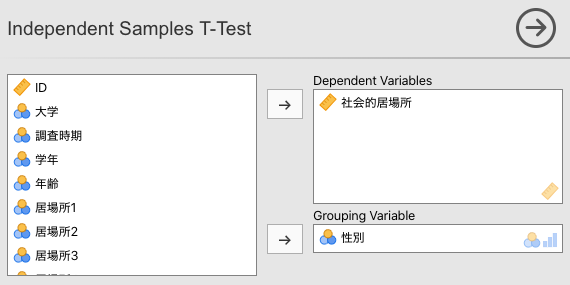 Independent Samples T-Test
ID
大学
調査時期
学年
年齢
居場所1
居場所2
居場所3
Dependent Variables
社会的居場所
Grouping Variable
性別